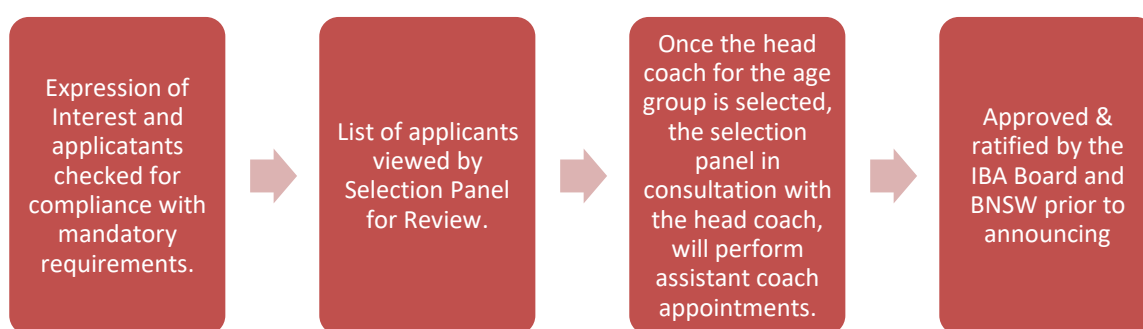 Expression of
Interest and
applicatants
checked for
compliance with
mandatory
requirements.
List of applicants
viewed by
Selection Panel
for Review.
Once the head
coach for the age
group is selected,
the selection
panel in
consultation with
the head coach,
will perform
assistant coach
appointments.
Approved &
ratified by the
IBA Board and
BNSW prior to
announcing